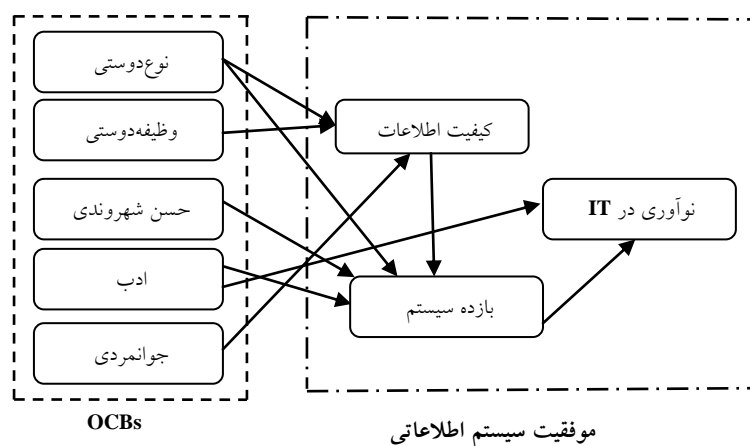 نوع‌دوستی
وظیفه‌دوستی
حسن شهروندی
ادب
جوانمردی
OCBs
کیفیت اطلاعات
بازده سیستم
نوآوری در IT
موفقیت سیستم اطلاعاتی